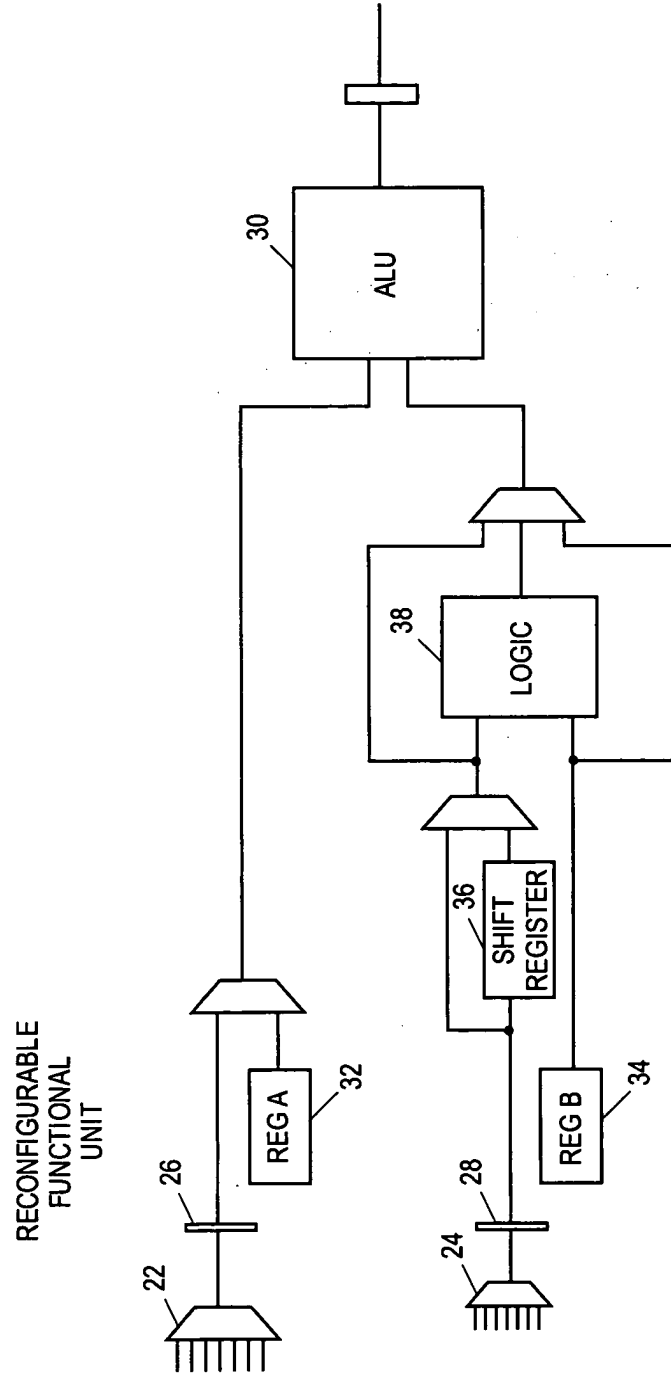 RECONFIGURABLE
FUNCTIONAL
UNIT
22
26
REG A
32
30
ALU
24
28
REG B
34
36
SHIFT
REGISTER
38
LOGIC